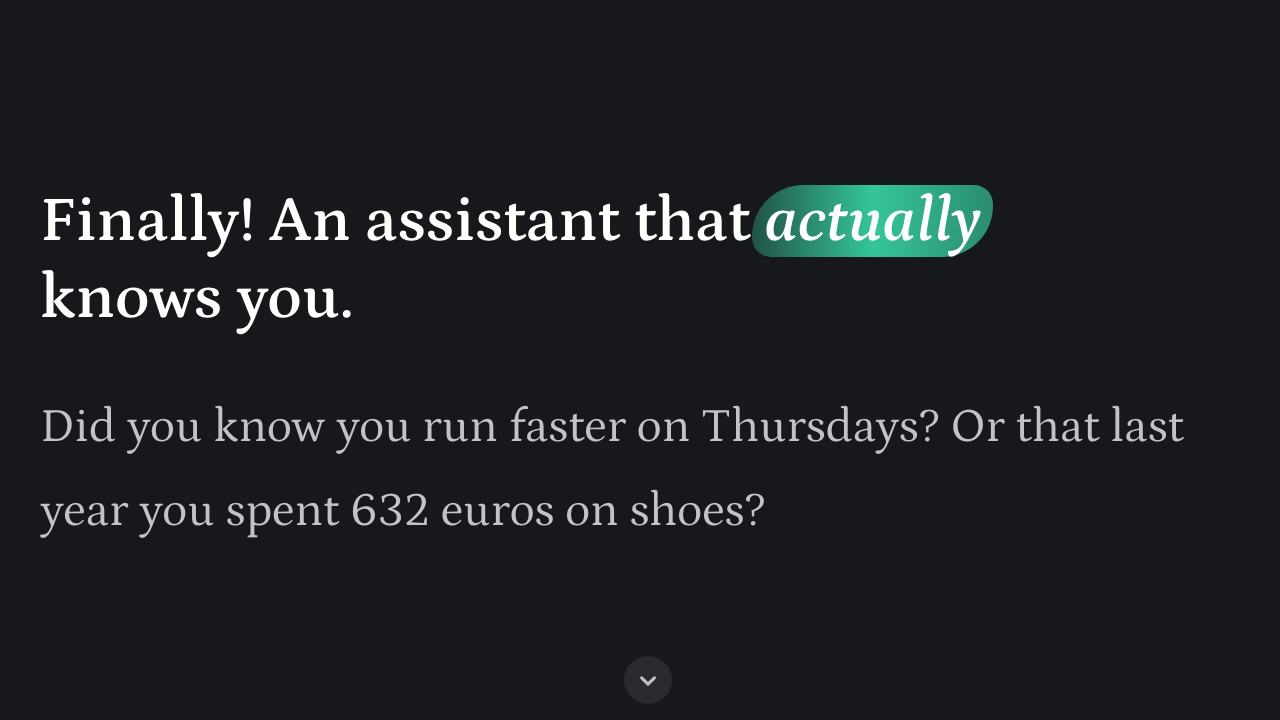 Finally! An assistant that actually
knows you.
Did you know you run faster on Thursdays? Or that last
year you spent 632 euros on shoes?